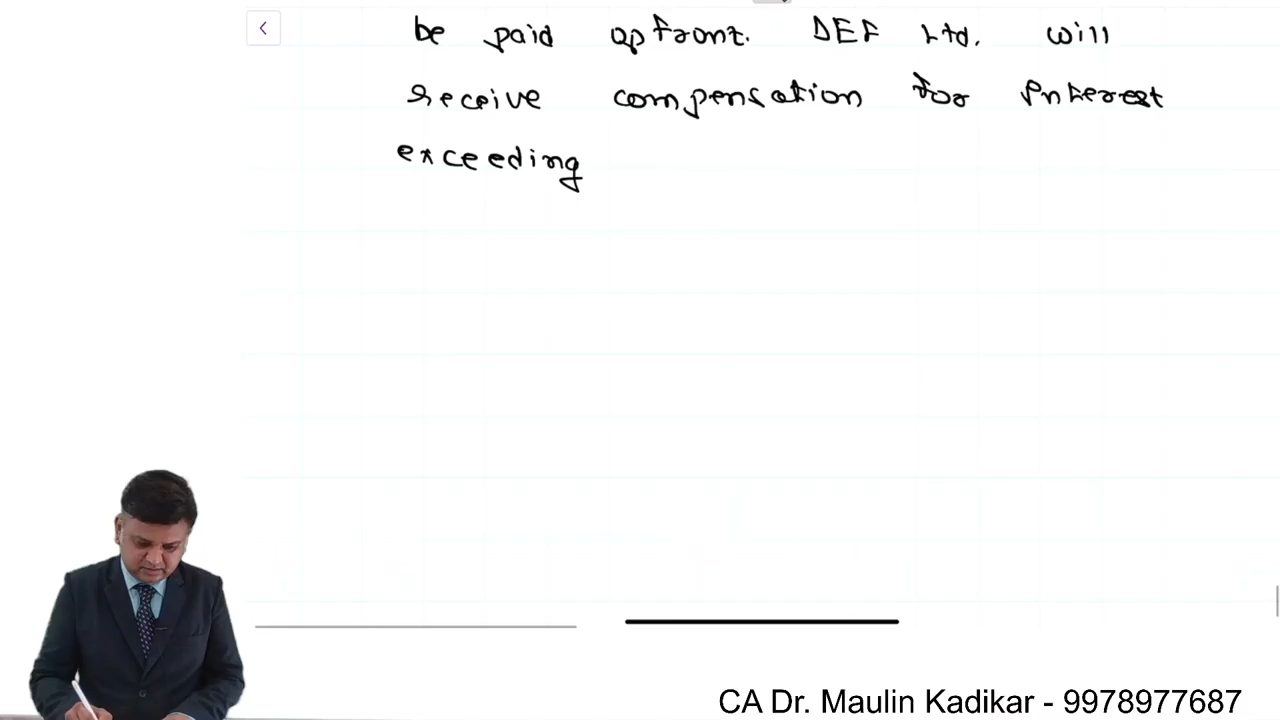 be paid upfront. DEF Ltd. will
receive compensation for interest
exceeding
CA Dr. Maulin Kadikar - 9978977687